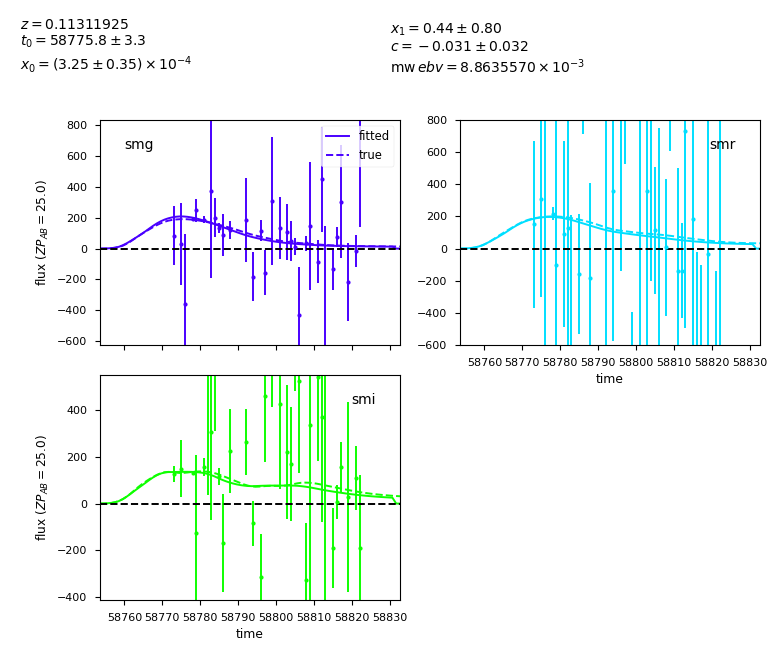 z = 0.11311925
t₀ = 58775.8 ± 3.3
x₀ = (3.25 ± 0.35) × 10⁻⁴
x₁ = 0.44 ± 0.80
c = −0.031 ± 0.032
mw ebv = 8.8635570 × 10⁻³
smg
fitted
true
800
600
400
200
0
−200
−400
−600
flux (ZP_AB = 25.0)
smr
800
600
400
200
0
−200
−400
−600
58760 58770 58780 58790 58800 58810 58820 58830
time
smi
400
200
0
−200
−400
flux (ZP_AB = 25.0)
58760 58770 58780 58790 58800 58810 58820 58830
time